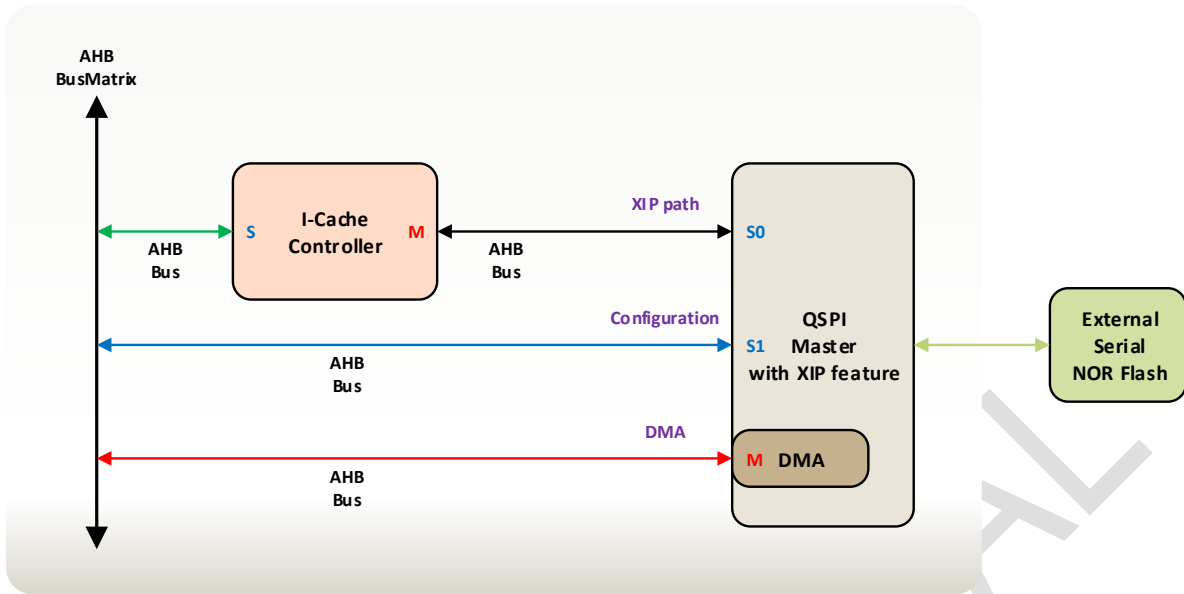 AHB
BusMatrix
I-Cache
Controller
S
M
AHB
Bus
XIP path
AHB
Bus
S0
Configuration
AHB
Bus
S1
QSPI
Master
with XIP feature
External
Serial
NOR Flash
DMA
AHB
Bus
M
DMA
AL